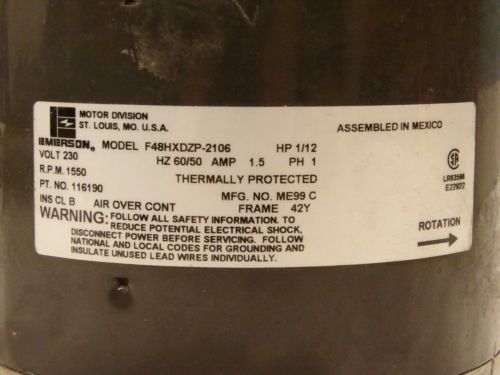 MOTOR DIVISION
ST. LOUIS, MO. U.S.A.
ASSEMBLED IN MEXICO
EMERSON® MODEL F48HXDZP-2106 HP 1/12
VOLT 230 HZ 60/50 AMP 1.5 PH 1
R.P.M. 1550 THERMALLY PROTECTED
PT. NO. 116190 MFG. NO. ME99 C
INS CL B AIR OVER CONT FRAME 42Y
SA
LR93596
E22922
WARNING: FOLLOW ALL SAFETY INFORMATION. TO
REDUCE POTENTIAL ELECTRICAL SHOCK,
DISCONNECT POWER BEFORE SERVICING. FOLLOW
NATIONAL AND LOCAL CODES FOR GROUNDING AND
INSULATE UNUSED LEAD WIRES INDIVIDUALLY.
ROTATION